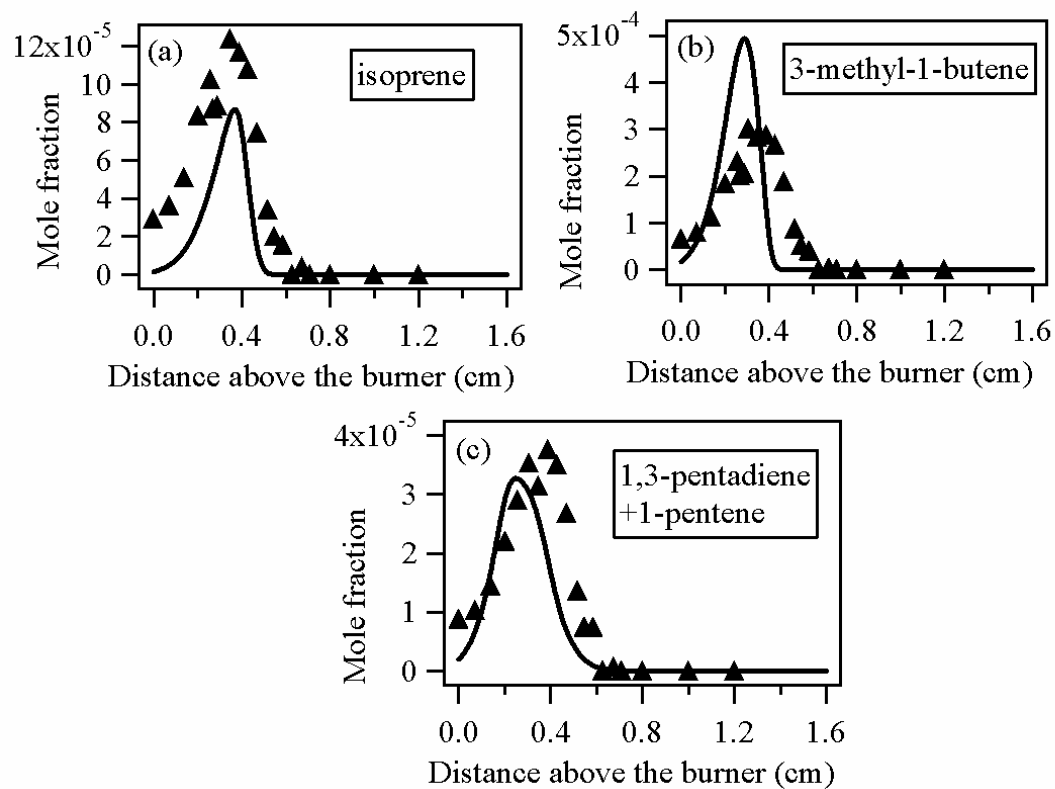 12x10-5
(a)
isoprene
10
8
6
4
2
0
Mole fraction
0.0 0.4 0.8 1.2 1.6
Distance above the burner (cm)
5x10-4
(b)
3-methyl-1-butene
4
3
2
1
0
Mole fraction
0.0 0.4 0.8 1.2 1.6
Distance above the burner (cm)
4x10-5
(c)
1,3-pentadiene
+1-pentene
3
2
1
0
Mole fraction
0.0 0.4 0.8 1.2 1.6
Distance above the burner (cm)